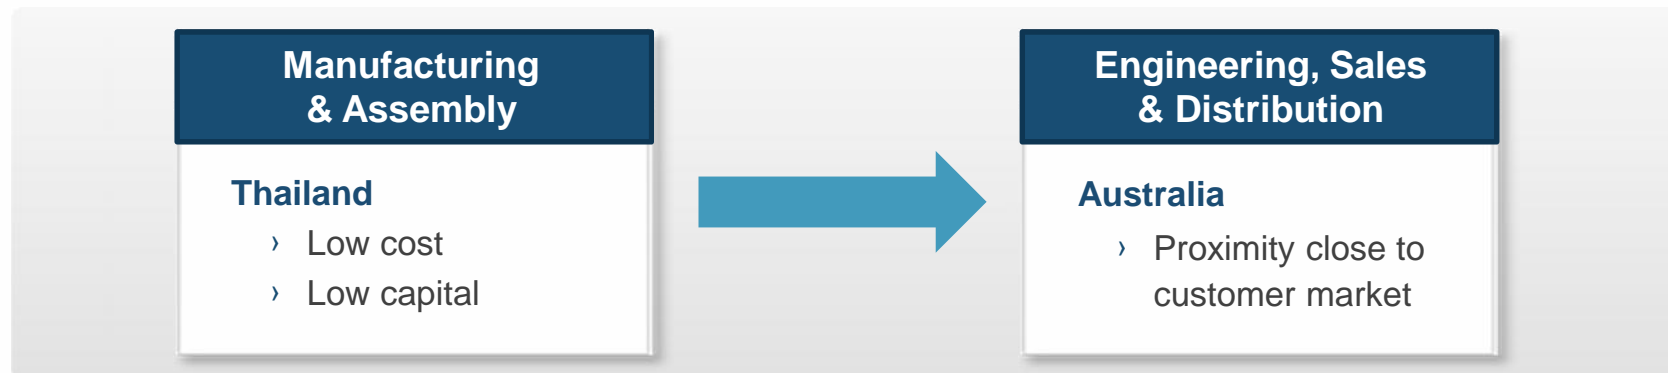 Manufacturing
& Assembly
Thailand
› Low cost
› Low capital
Engineering, Sales
& Distribution
Australia
› Proximity close to
customer market